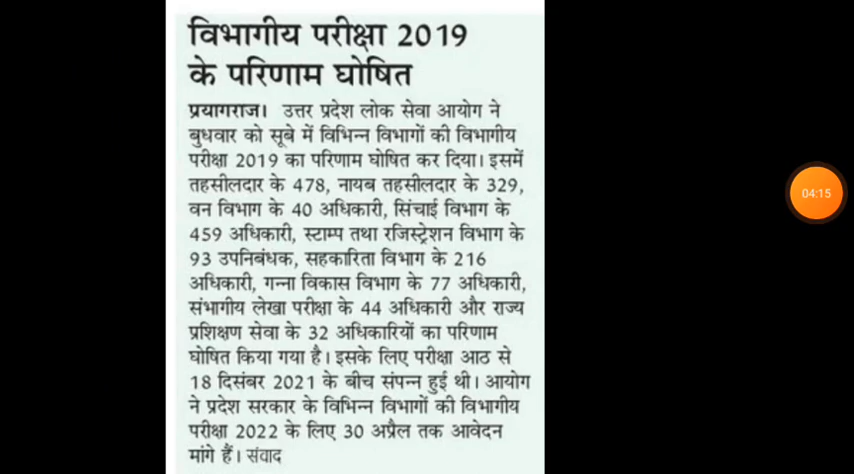 विभागीय परीक्षा 2019
के परिणाम घोषित
प्रयागराज। उत्तर प्रदेश लोक सेवा आयोग ने
बुधवार को सूबे में विभिन्न विभागों की विभागीय
परीक्षा 2019 का परिणाम घोषित कर दिया। इसमें
तहसीलदार के 478, नायब तहसीलदार के 329,
वन विभाग के 40 अधिकारी, सिंचाई विभाग के
459 अधिकारी, स्टाम्प तथा रजिस्ट्रेशन विभाग के
93 उपनिबंधक, सहकारिता विभाग के 216
अधिकारी, गन्ना विकास विभाग के 77 अधिकारी,
संभागीय लेखा परीक्षा के 44 अधिकारी और राज्य
प्रशिक्षण सेवा के 32 अधिकारियों का परिणाम
घोषित किया गया है। इसके लिए परीक्षा आठ से
18 दिसंबर 2021 के बीच संपन्न हुई थी। आयोग
ने प्रदेश सरकार के विभिन्न विभागों की विभागीय
परीक्षा 2022 के लिए 30 अप्रैल तक आवेदन
मांगे हैं। संवाद
04:15